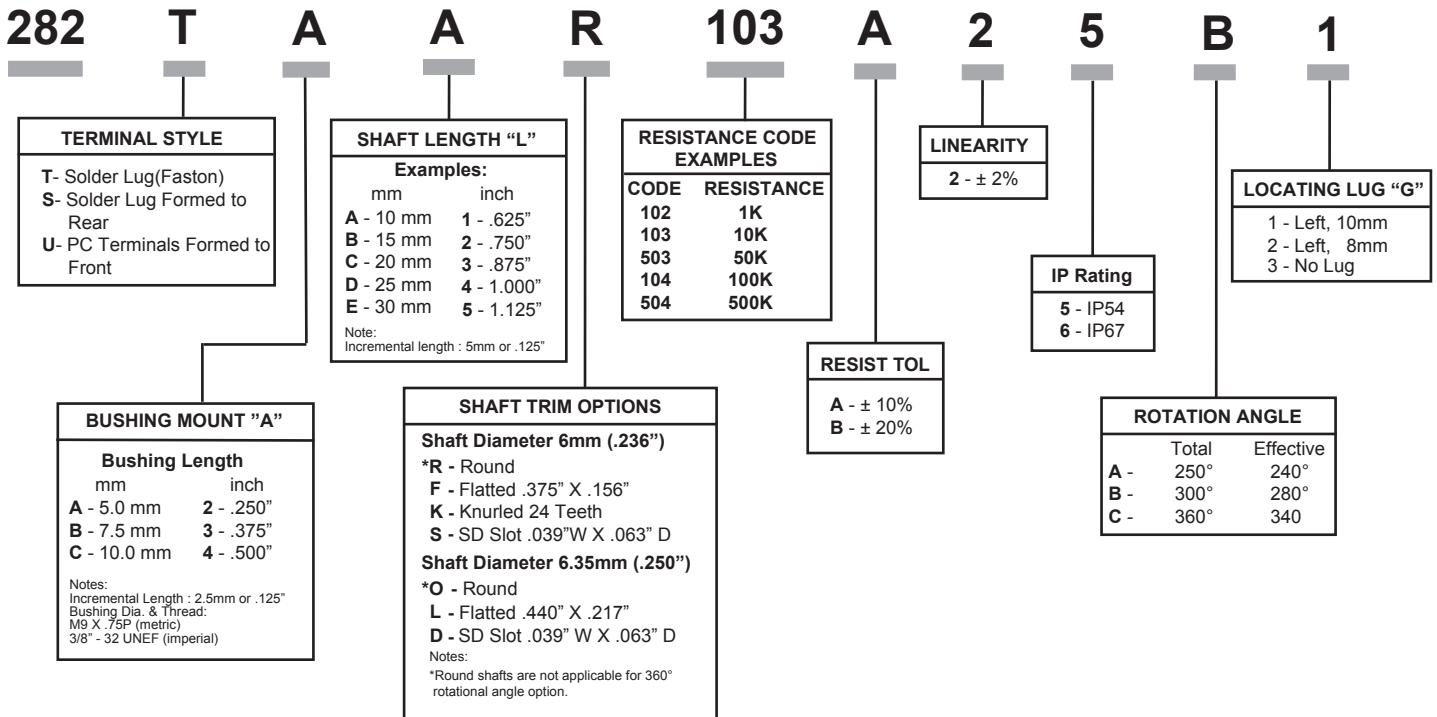 282 T A A R 103 A 2 5 B 1
TERMINAL STYLE
T- Solder Lug(Faston)
S- Solder Lug Formed to
Rear
U- PC Terminals Formed to
Front
SHAFT LENGTH “L”
Examples:
mm inch
A - 10 mm 1 - .625”
B - 15 mm 2 - .750”
C - 20 mm 3 - .875”
D - 25 mm 4 - 1.000”
E - 30 mm 5 - 1.125”
Note:
Incremental length : 5mm or .125”
RESISTANCE CODE
EXAMPLES
CODE RESISTANCE
102 1K
103 10K
503 50K
104 100K
504 500K
LINEARITY
2 - ± 2%
LOCATING LUG “G”
1 - Left, 10mm
2 - Left, 8mm
3 - No Lug
IP Rating
5 - IP54
6 - IP67
RESIST TOL
A - ± 10%
B - ± 20%
BUSHING MOUNT ”A”
Bushing Length
mm inch
A - 5.0 mm 2 - .250”
B - 7.5 mm 3 - .375”
C - 10.0 mm 4 - .500”
Notes:
Incremental Length : 2.5mm or .125”
Bushing Dia. & Thread:
M9 X .75P (metric)
3/8” - 32 UNEF (imperial)
SHAFT TRIM OPTIONS
Shaft Diameter 6mm (.236”)
*R - Round
F - Flatted .375” X .156”
K - Knurled 24 Teeth
S - SD Slot .039”W X .063” D
Shaft Diameter 6.35mm (.250”)
*O - Round
L - Flatted .440” X .217”
D - SD Slot .039” W X .063” D
Notes:
*Round shafts are not applicable for 360°
rotational angle option.
ROTATION ANGLE
Total Effective
A - 250° 240°
B - 300° 280°
C - 360° 340